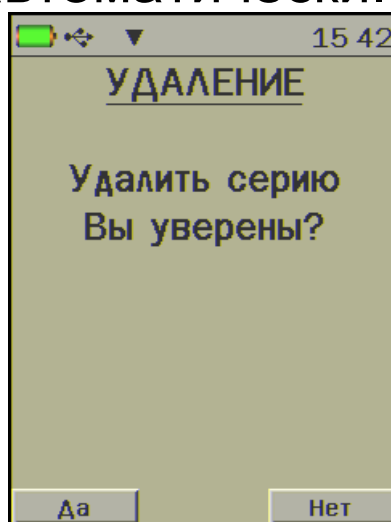 15 42
УДАЛЕНИЕ
Удалить серию
Вы уверены?
Да
Нет